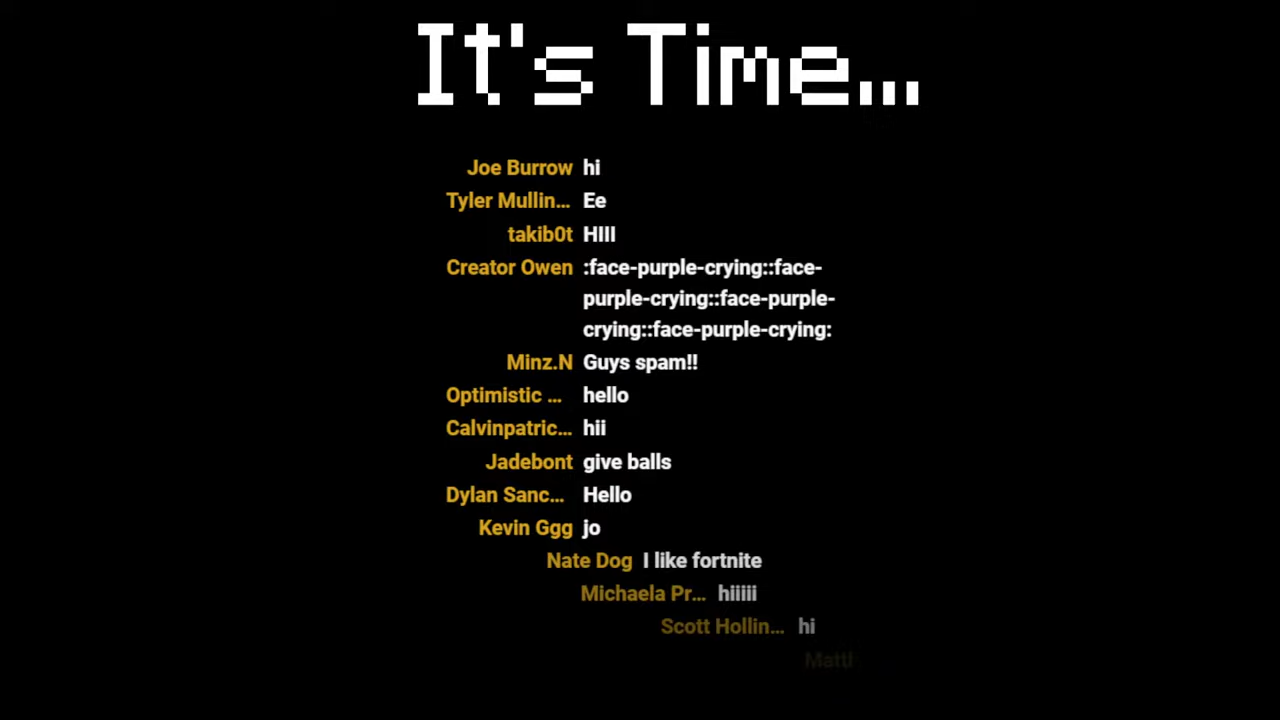 It's Time...
Joe Burrow hi
Tyler Mullin... Ee
takib0t HIII
Creator Owen :face-purple-crying::face-
purple-crying::face-purple-
crying::face-purple-crying:
Minz.N Guys spam!!
Optimistic ... hello
Calvinpatric... hii
Jadebont give balls
Dylan Sanc... Hello
Kevin Ggg jo
Nate Dog I like fortnite
Michaela Pr... hiiiii
Scott Hollin... hi